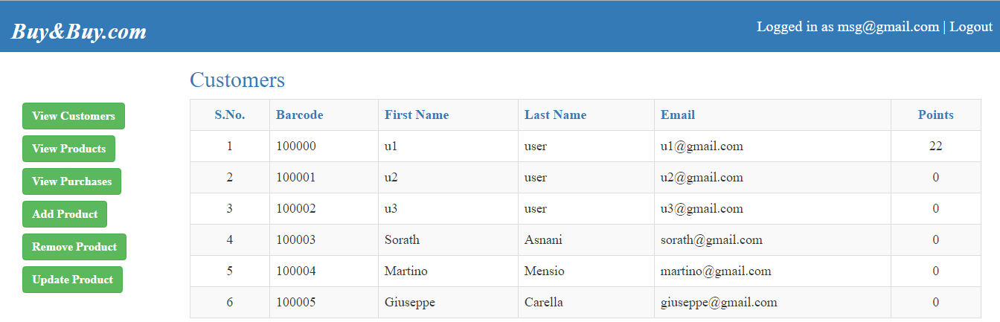 Buy&Buy.com
Logged in as msg@gmail.com | Logout
Customers
View Customers
View Products
View Purchases
Add Product
Remove Product
Update Product
S.No. Barcode First Name Last Name Email Points
1 100000 u1 user u1@gmail.com 22
2 100001 u2 user u2@gmail.com 0
3 100002 u3 user u3@gmail.com 0
4 100003 Sorath Asnani sorath@gmail.com 0
5 100004 Martino Mensio martino@gmail.com 0
6 100005 Giuseppe Carella giuseppe@gmail.com 0